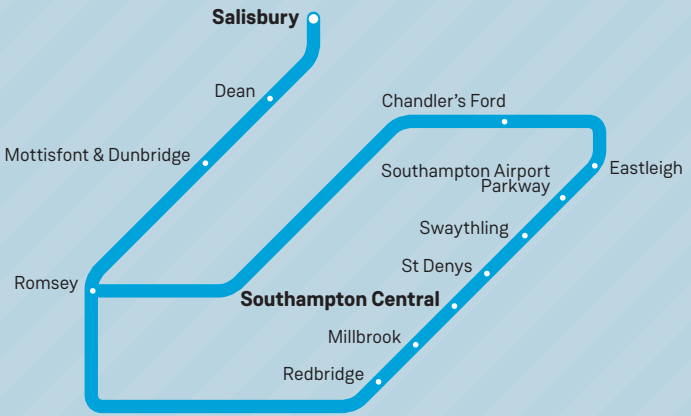 Salisbury
Dean
Chandler's Ford
Mottisfont & Dunbridge
Southampton Airport
Parkway
Eastleigh
Swaythling
St Denys
Romsey
Southampton Central
Millbrook
Redbridge